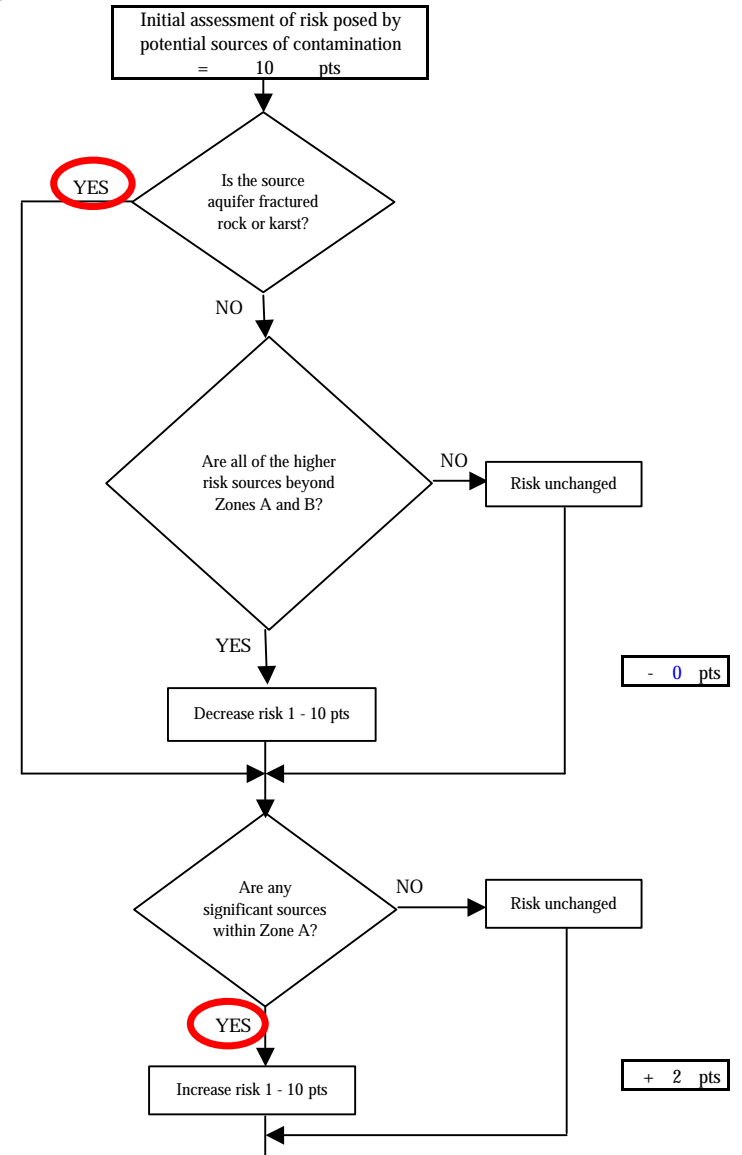 Initial assessment of risk posed by
potential sources of contamination
= 10 pts
YES
Is the source
aquifer fractured
rock or karst?
NO
Are all of the higher
risk sources beyond
Zones A and B?
NO
Risk unchanged
YES
- 0 pts
Decrease risk 1 - 10 pts
Are any
significant sources
within Zone A?
NO
Risk unchanged
YES
+ 2 pts
Increase risk 1 - 10 pts